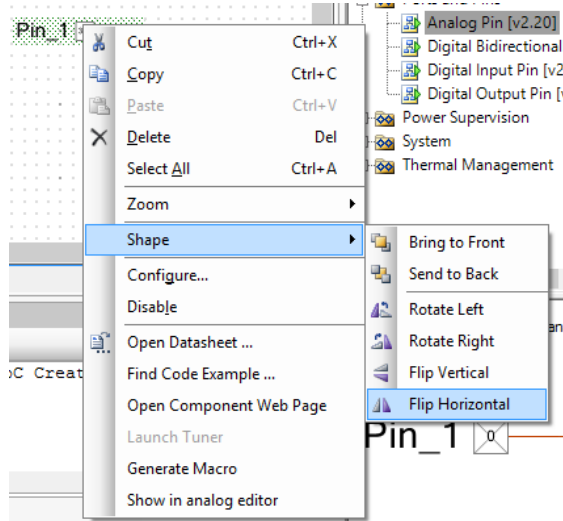 Pin_1
Cut Ctrl+X
Copy Ctrl+C
Paste Ctrl+V
Delete Del
Select All Ctrl+A
Zoom
Shape
Configure...
Disable
Open Datasheet ...
Find Code Example ...
Open Component Web Page
Launch Tuner
Generate Macro
Show in analog editor
Analog Pin [v2.20]
Digital Bidirectional
Digital Input Pin [v2
Digital Output Pin [v
Power Supervision
System
Thermal Management
Bring to Front
Send to Back
Rotate Left
Rotate Right
Flip Vertical
Flip Horizontal
Pin_1 0